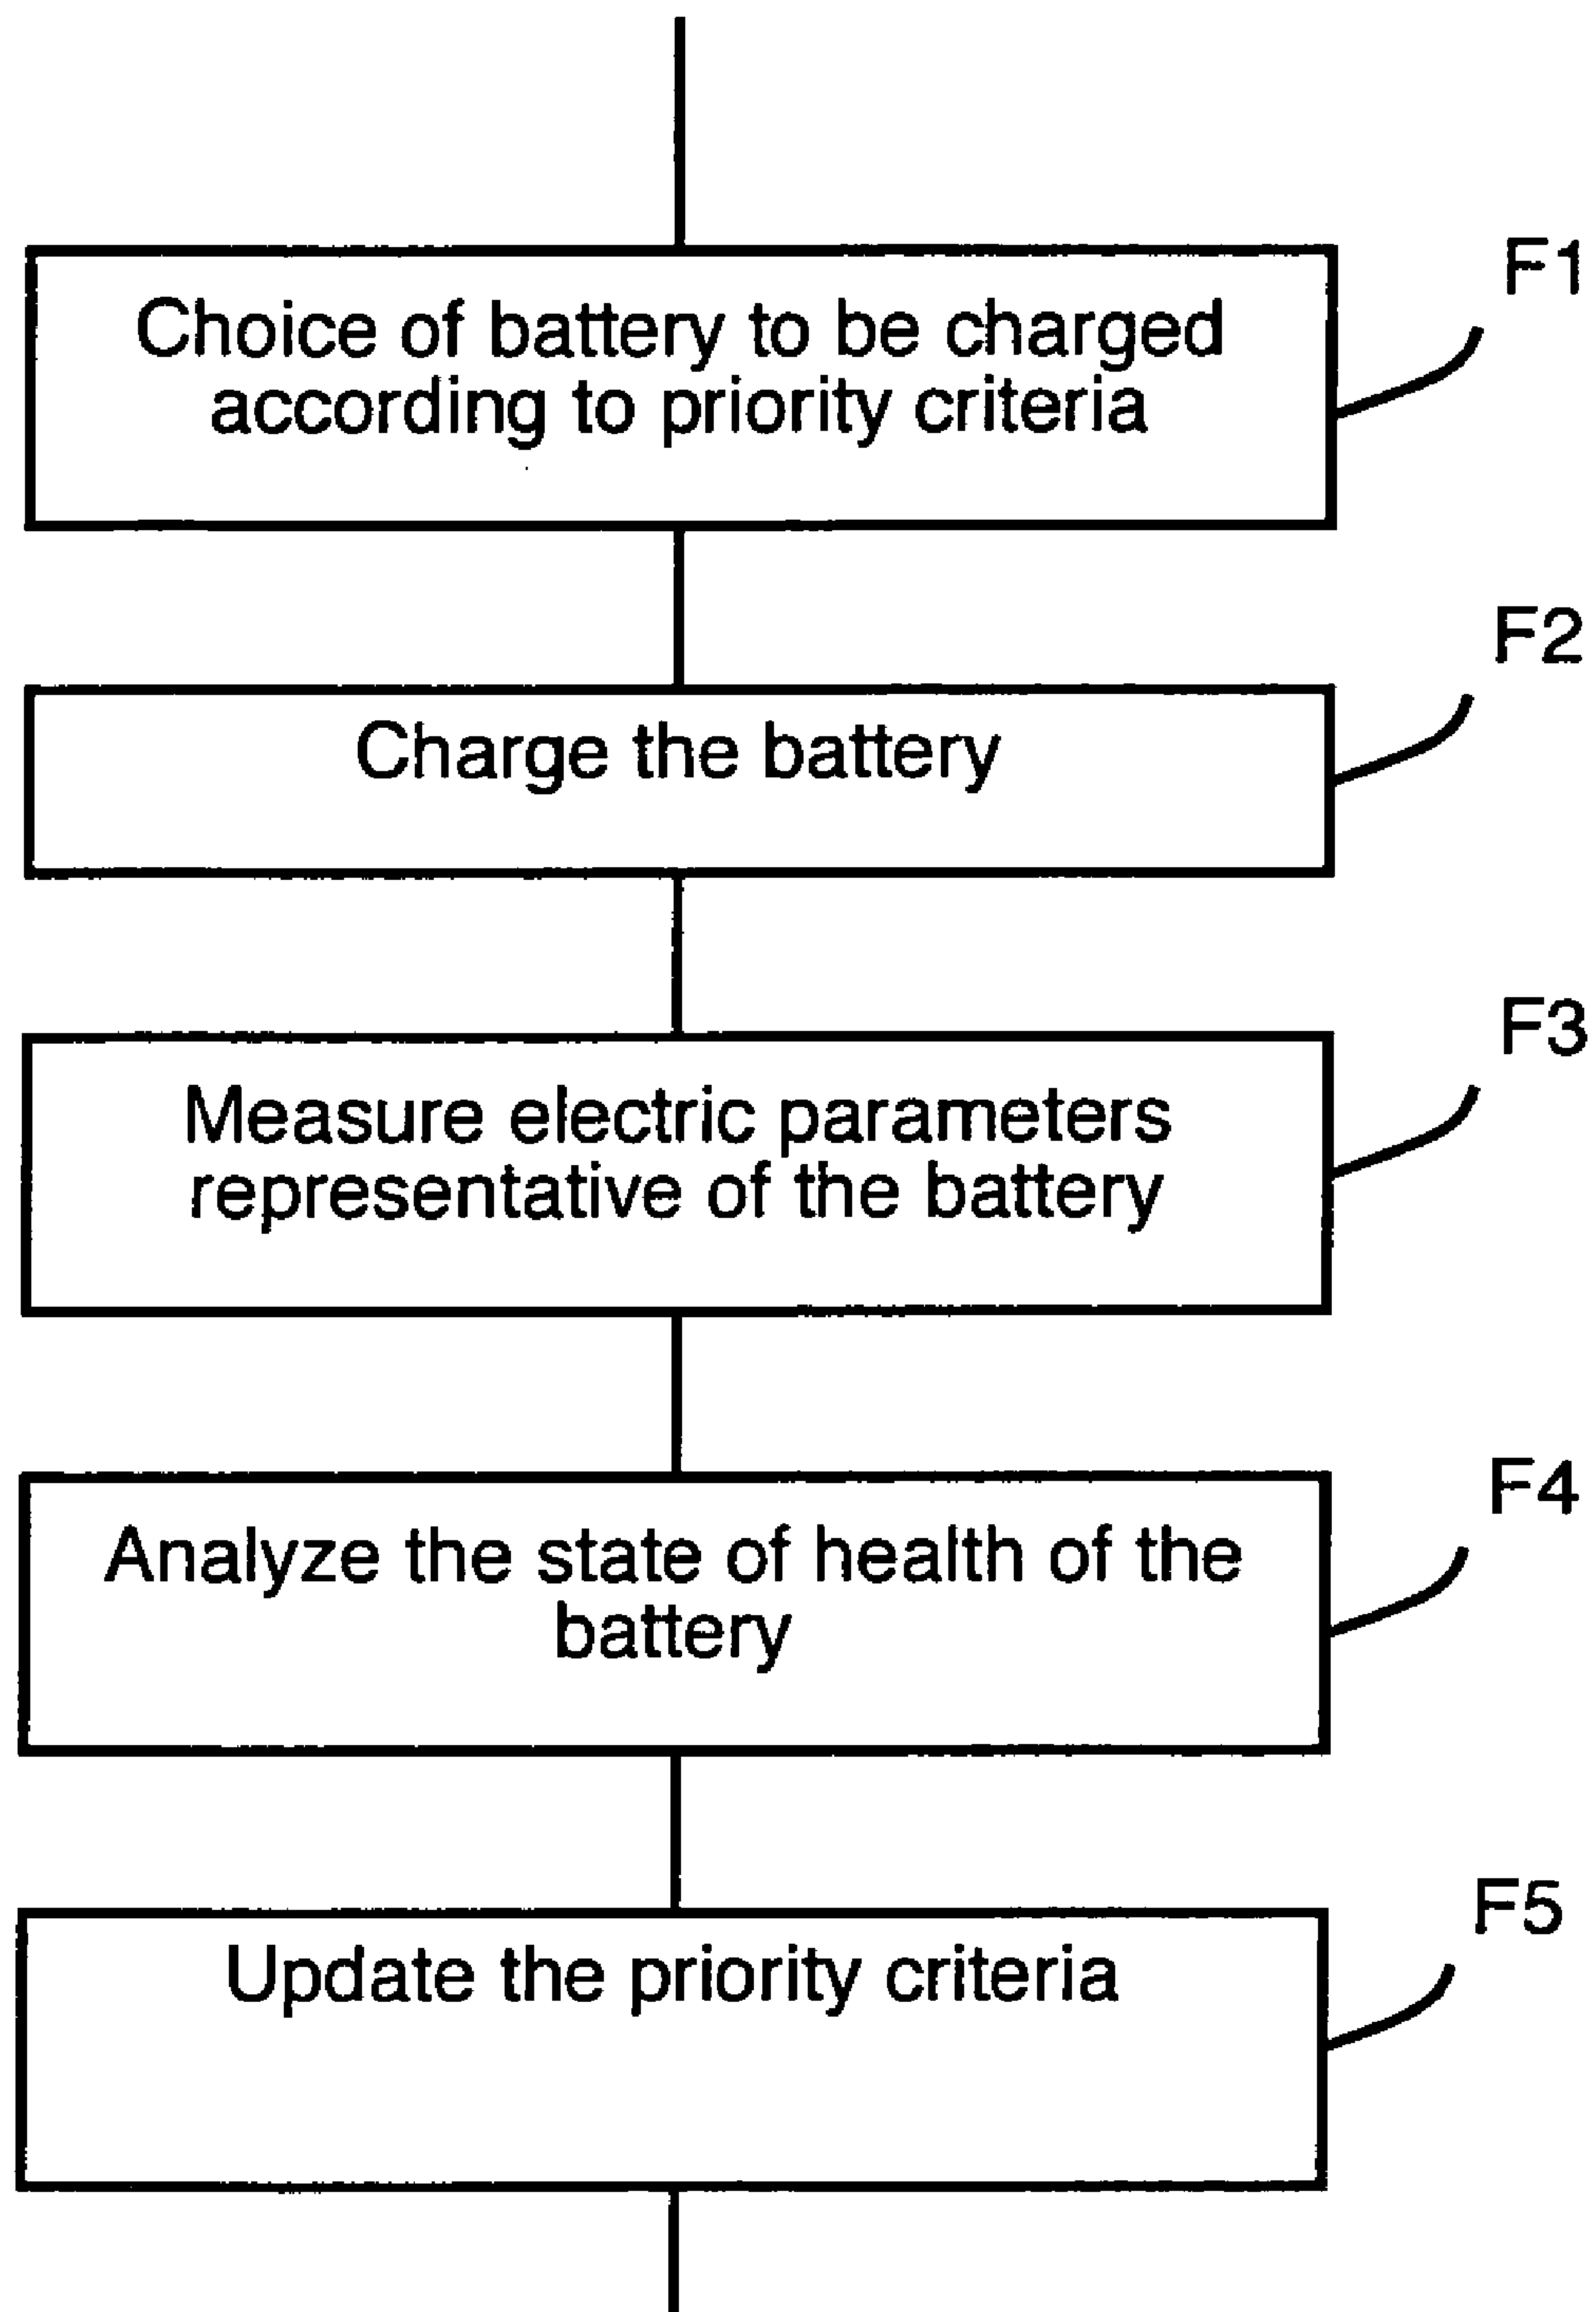 F1
Choice of battery to be charged
according to priority criteria
F2
Charge the battery
F3
Measure electric parameters
representative of the battery
F4
Analyze the state of health of the
battery
F5
Update the priority criteria